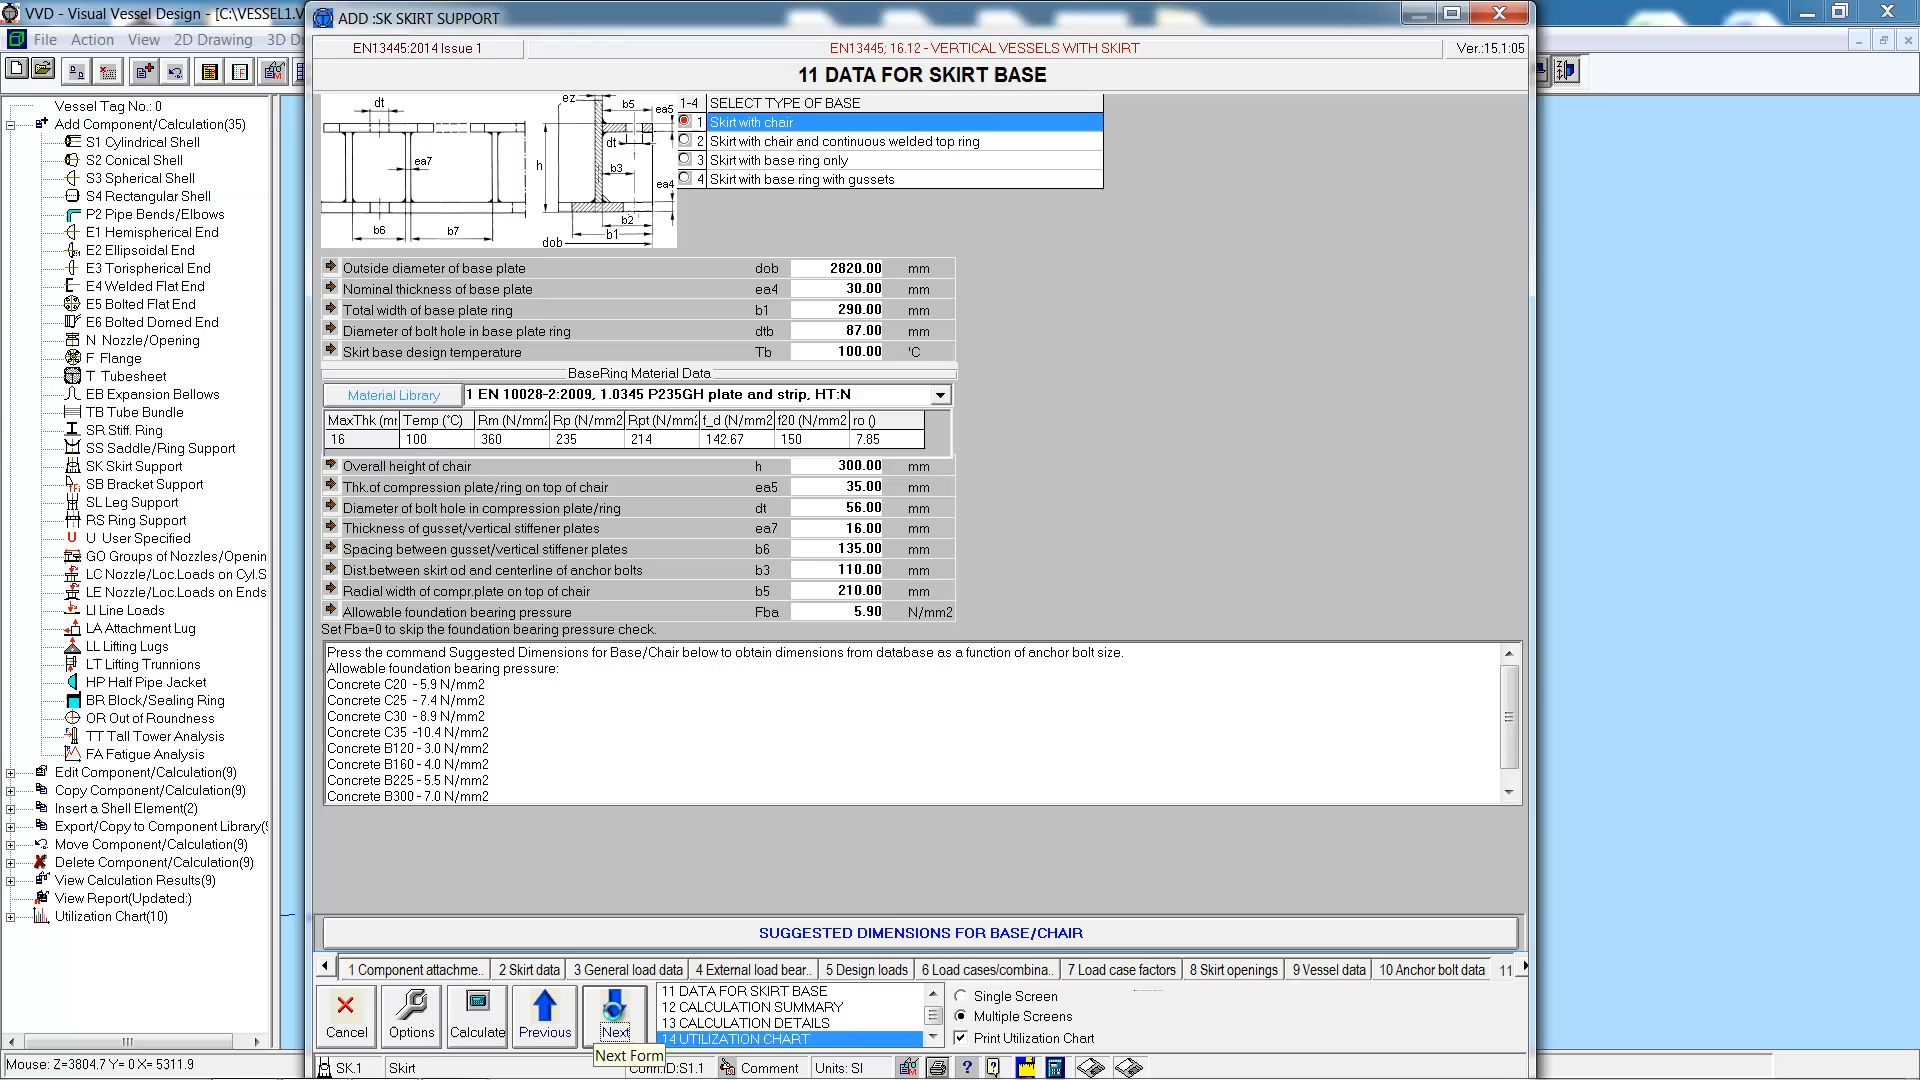 VVD - Visual Vessel Design - [C:\VESSEL1.V
ADD :SK SKIRT SUPPORT
File Action View 2D Drawing 3D Dr
EN13445:2014 Issue 1
EN13445; 16.12 - VERTICAL VESSELS WITH SKIRT
Ver.:15.1:05
11 DATA FOR SKIRT BASE
Vessel Tag No.: 0
Add Component/Calculation(35)
S1 Cylindrical Shell
S2 Conical Shell
S3 Spherical Shell
S4 Rectangular Shell
P2 Pipe Bends/Elbows
E1 Hemispherical End
E2 Ellipsoidal End
E3 Torispherical End
E4 Welded Flat End
E5 Bolted Flat End
E6 Bolted Domed End
N Nozzle/Opening
F Flange
T Tubesheet
EB Expansion Bellows
TB Tube Bundle
SR Stiff. Ring
SS Saddle/Ring Support
SK Skirt Support
SB Bracket Support
SL Leg Support
RS Ring Support
U User Specified
GO Groups of Nozzles/Openin
LC Nozzle/Loc.Loads on Cyl.S
LE Nozzle/Loc.Loads on Ends
LI Line Loads
LA Attachment Lug
LL Lifting Lugs
LT Lifting Trunnions
HP Half Pipe Jacket
BR Block/Sealing Ring
OR Out of Roundness
TT Tall Tower Analysis
FA Fatigue Analysis
Edit Component/Calculation(9)
Copy Component/Calculation(9)
Insert a Shell Element(2)
Export/Copy to Component Library(9
Move Component/Calculation(9)
Delete Component/Calculation(9)
View Calculation Results(9)
View Report(Updated:)
Utilization Chart(10)
Mouse: Z=3804.7 Y= 0 X= 5311.9
dt
ea7
b6
b7
ez
b5
ea5
dt
h
b3
ea4
b2
b1
dob
1-4 SELECT TYPE OF BASE
1 Skirt with chair
2 Skirt with chair and continuous welded top ring
3 Skirt with base ring only
4 Skirt with base ring with gussets
Outside diameter of base plate dob 2820.00 mm
Nominal thickness of base plate ea4 30.00 mm
Total width of base plate ring b1 290.00 mm
Diameter of bolt hole in base plate ring dtb 87.00 mm
Skirt base design temperature Tb 100.00 'C
BaseRing Material Data
Material Library 1 EN 10028-2:2009, 1.0345 P235GH plate and strip, HT:N
MaxThk (mr Temp (°C) Rm (N/mm2 Rp (N/mm2 Rpt (N/mm2 f_d (N/mm2 f20 (N/mm2 ro ()
16 100 360 235 214 142.67 150 7.85
Overall height of chair h 300.00 mm
Thk.of compression plate/ring on top of chair ea5 35.00 mm
Diameter of bolt hole in compression plate/ring dt 56.00 mm
Thickness of gusset/vertical stiffener plates ea7 16.00 mm
Spacing between gusset/vertical stiffener plates b6 135.00 mm
Dist.between skirt od and centerline of anchor bolts b3 110.00 mm
Radial width of compr.plate on top of chair b5 210.00 mm
Allowable foundation bearing pressure Fba 5.90 N/mm2
Set Fba=0 to skip the foundation bearing pressure check.
Press the command Suggested Dimensions for Base/Chair below to obtain dimensions from database as a function of anchor bolt size.
Allowable foundation bearing pressure:
Concrete C20 - 5.9 N/mm2
Concrete C25 - 7.4 N/mm2
Concrete C30 - 8.9 N/mm2
Concrete C35 -10.4 N/mm2
Concrete B120 - 3.0 N/mm2
Concrete B160 - 4.0 N/mm2
Concrete B225 - 5.5 N/mm2
Concrete B300 - 7.0 N/mm2
SUGGESTED DIMENSIONS FOR BASE/CHAIR
1 Component attachme.. 2 Skirt data 3 General load data 4 External load bear.. 5 Design loads 6 Load cases/combina.. 7 Load case factors 8 Skirt openings 9 Vessel data 10 Anchor bolt data 11
Cancel Options Calculate Previous Next
11 DATA FOR SKIRT BASE
12 CALCULATION SUMMARY
13 CALCULATION DETAILS
14 UTILIZATION CHART
Single Screen
Multiple Screens
Print Utilization Chart
Next Form
SK.1 Skirt Conn.ID:S1.1 Comment Units: SI